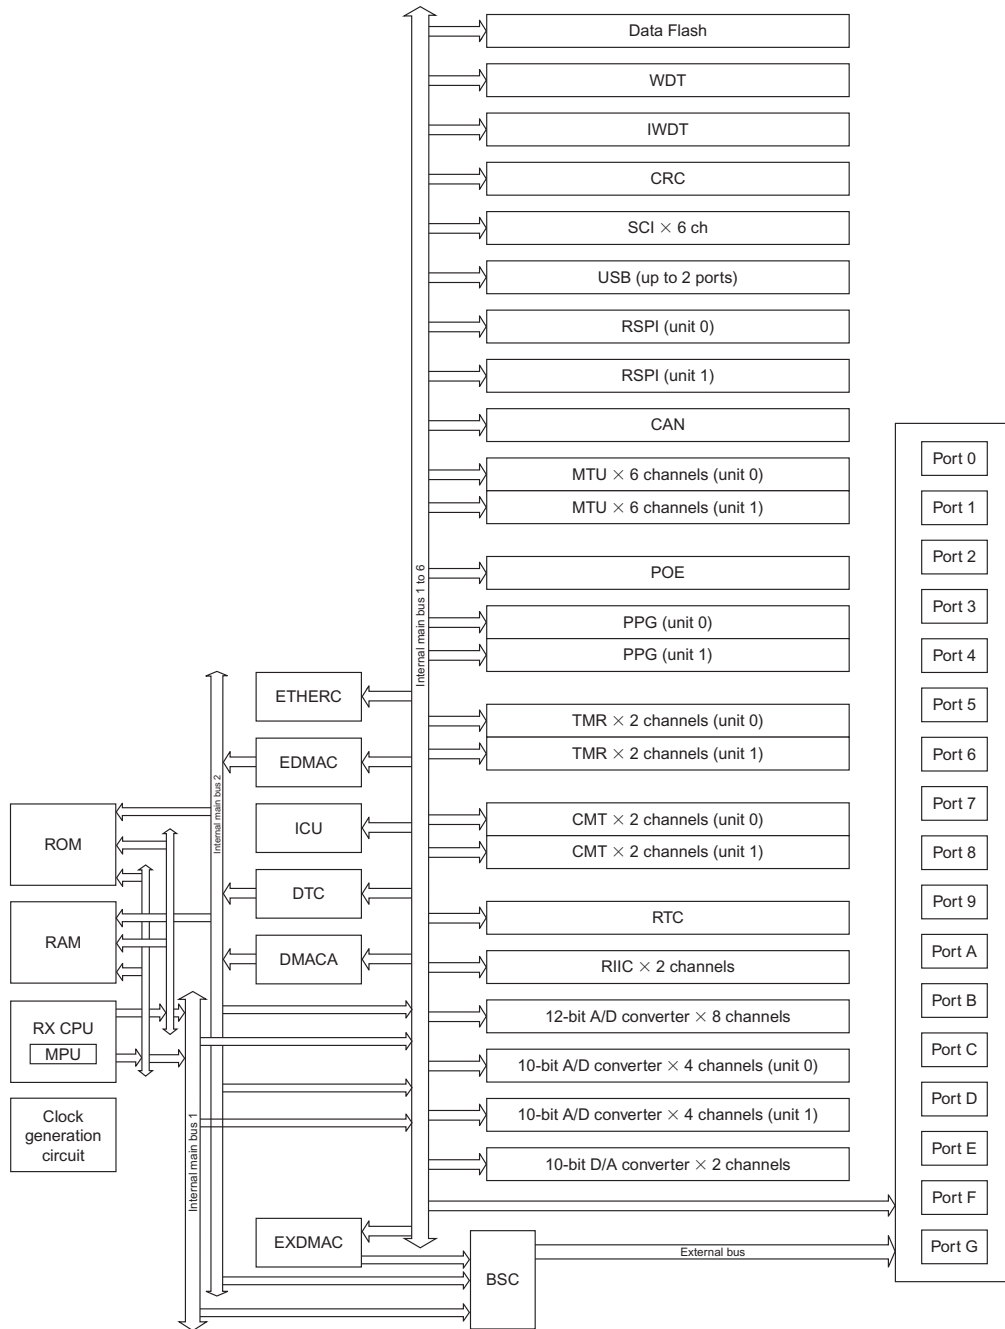 Data Flash
WDT
IWDT
CRC
SCI × 6 ch
USB (up to 2 ports)
RSPI (unit 0)
RSPI (unit 1)
CAN
MTU × 6 channels (unit 0)
MTU × 6 channels (unit 1)
POE
PPG (unit 0)
PPG (unit 1)
TMR × 2 channels (unit 0)
TMR × 2 channels (unit 1)
CMT × 2 channels (unit 0)
CMT × 2 channels (unit 1)
RTC
RIIC × 2 channels
12-bit A/D converter × 8 channels
10-bit A/D converter × 4 channels (unit 0)
10-bit A/D converter × 4 channels (unit 1)
10-bit D/A converter × 2 channels
Internal main bus 1 to 6
ETHERC
EDMAC
ICU
DTC
DMACA
EXDMAC
Internal main bus 2
Internal main bus 1
ROM
RAM
RX CPU
MPU
Clock
generation
circuit
BSC
External bus
Port 0
Port 1
Port 2
Port 3
Port 4
Port 5
Port 6
Port 7
Port 8
Port 9
Port A
Port B
Port C
Port D
Port E
Port F
Port G